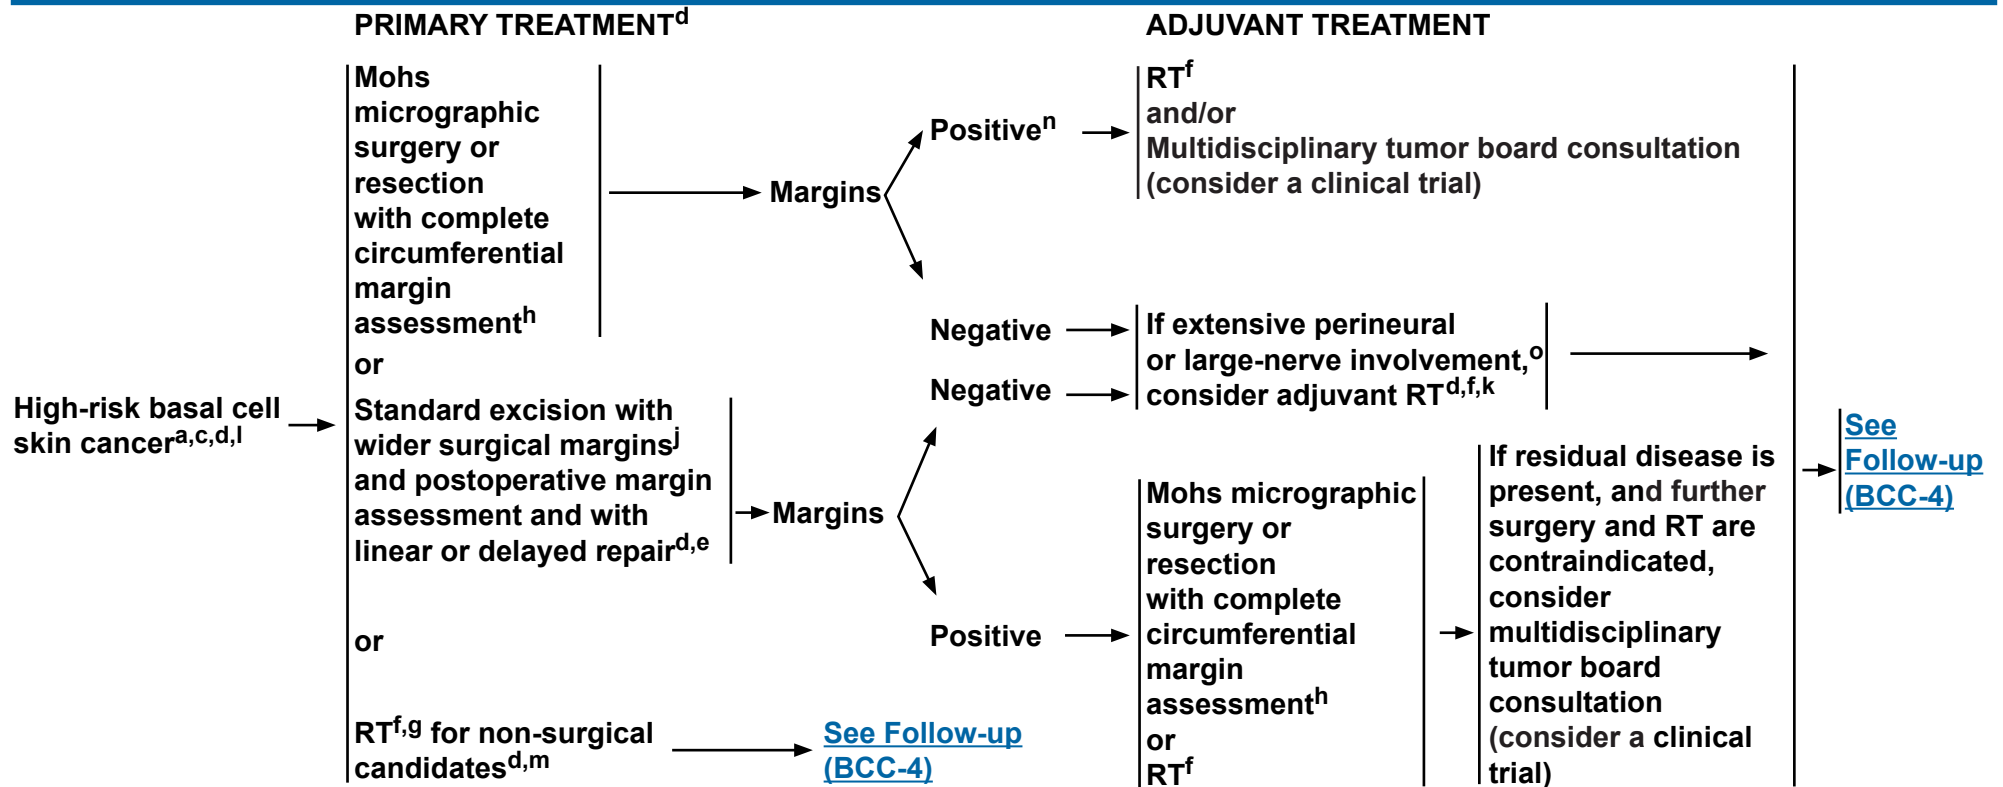 PRIMARY TREATMENTd
ADJUVANT TREATMENT
High-risk basal cell
skin cancera,c,d,l
Mohs
micrographic
surgery or
resection
with complete
circumferential
margin
assessmenth
or
Standard excision with
wider surgical marginsj
and postoperative margin
assessment and with
linear or delayed repaird,e
or
RTf,g for non-surgical
candidatesd,m
See Follow-up
(BCC-4)
Margins
Positiven
Negative
RTf
and/or
Multidisciplinary tumor board consultation
(consider a clinical trial)
Margins
Negative
Positive
If extensive perineural
or large-nerve involvement,o
consider adjuvant RTd,f,k
Mohs micrographic
surgery or
resection
with complete
circumferential
margin
assessmenth
or
RTf
If residual disease is
present, and further
surgery and RT are
contraindicated,
consider
multidisciplinary
tumor board
consultation
(consider a clinical
trial)
See
Follow-up
(BCC-4)